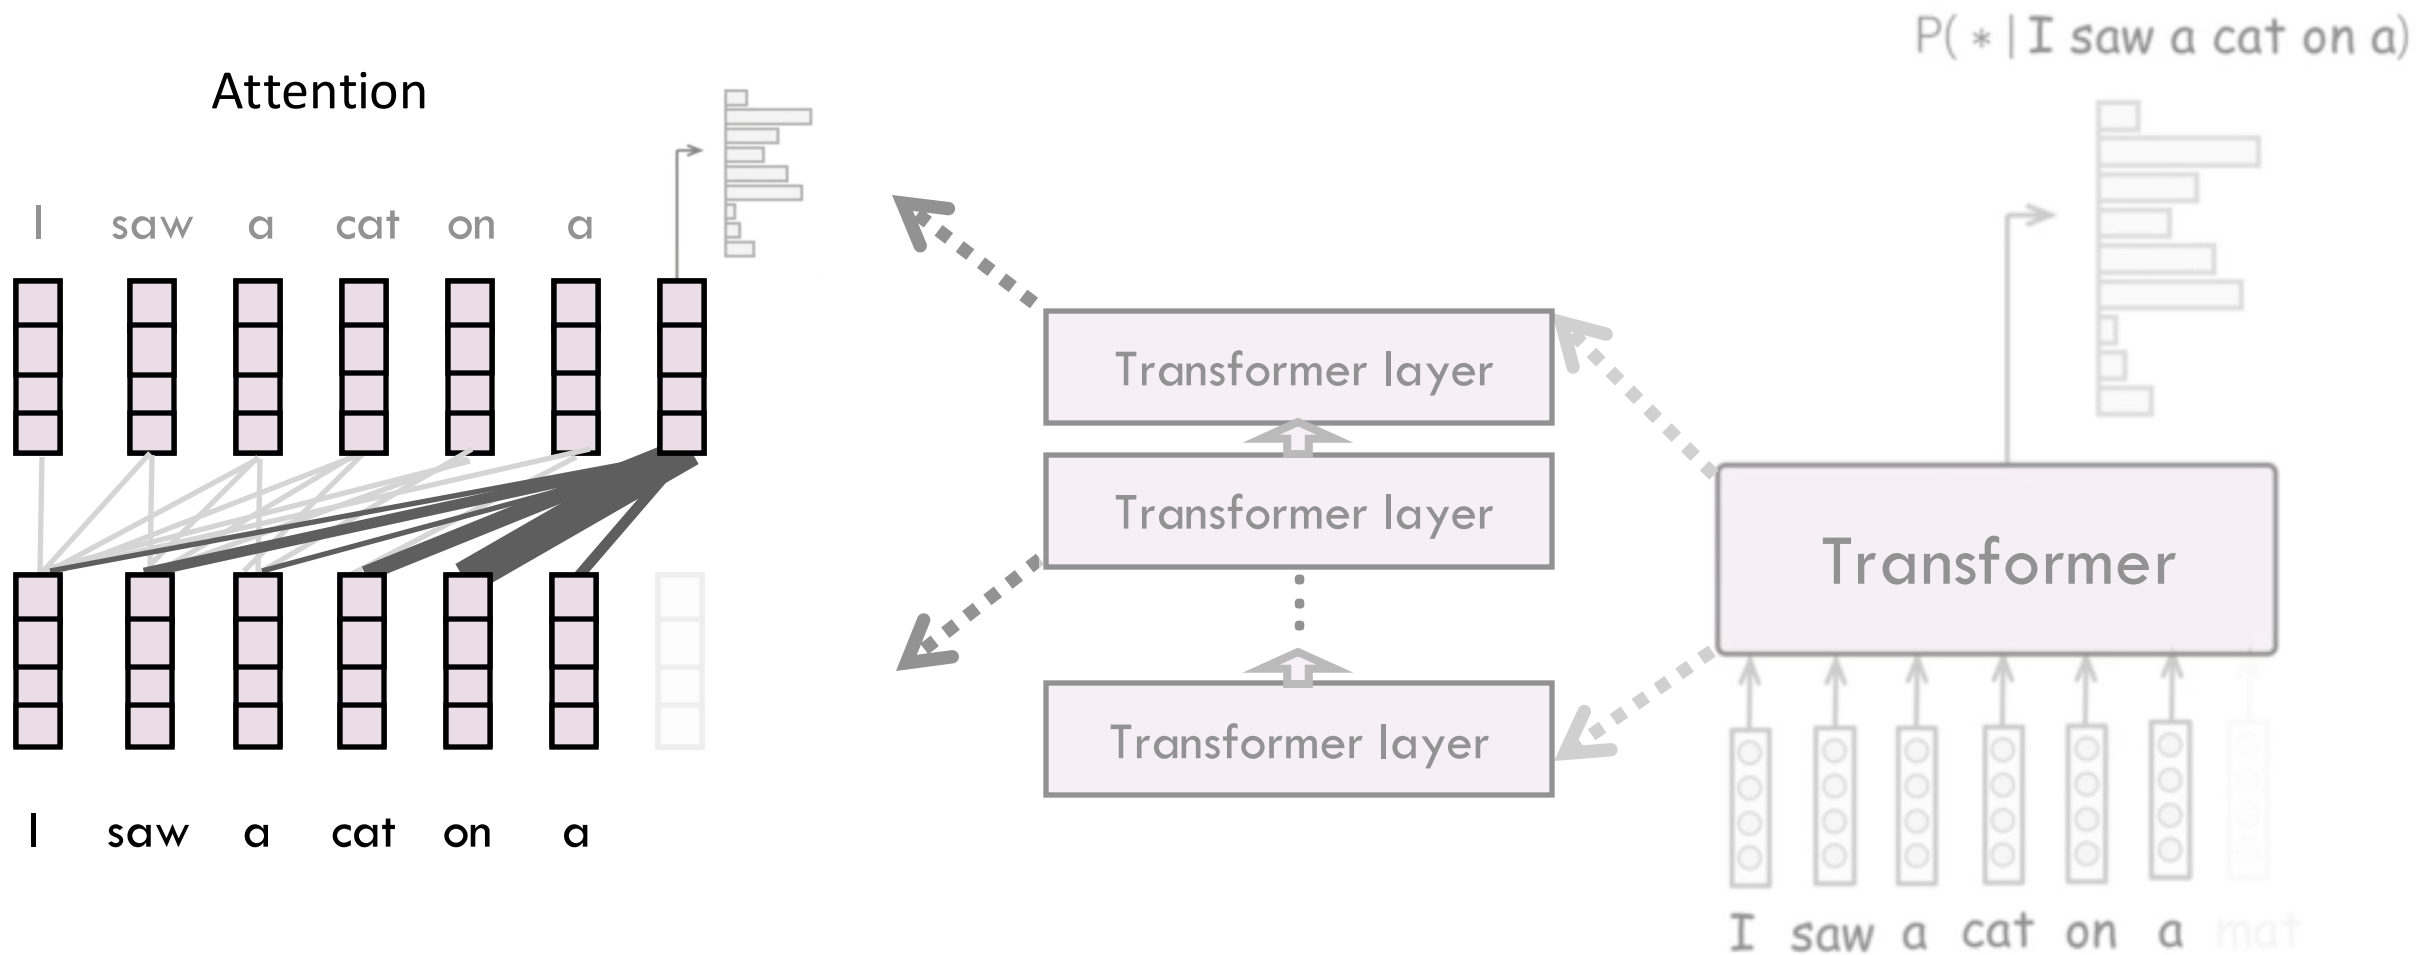 P( * | I saw a cat on a)
Attention
I saw a cat on a
Transformer layer
Transformer layer
Transformer
Transformer layer
I saw a cat on a
I saw a cat on a mat